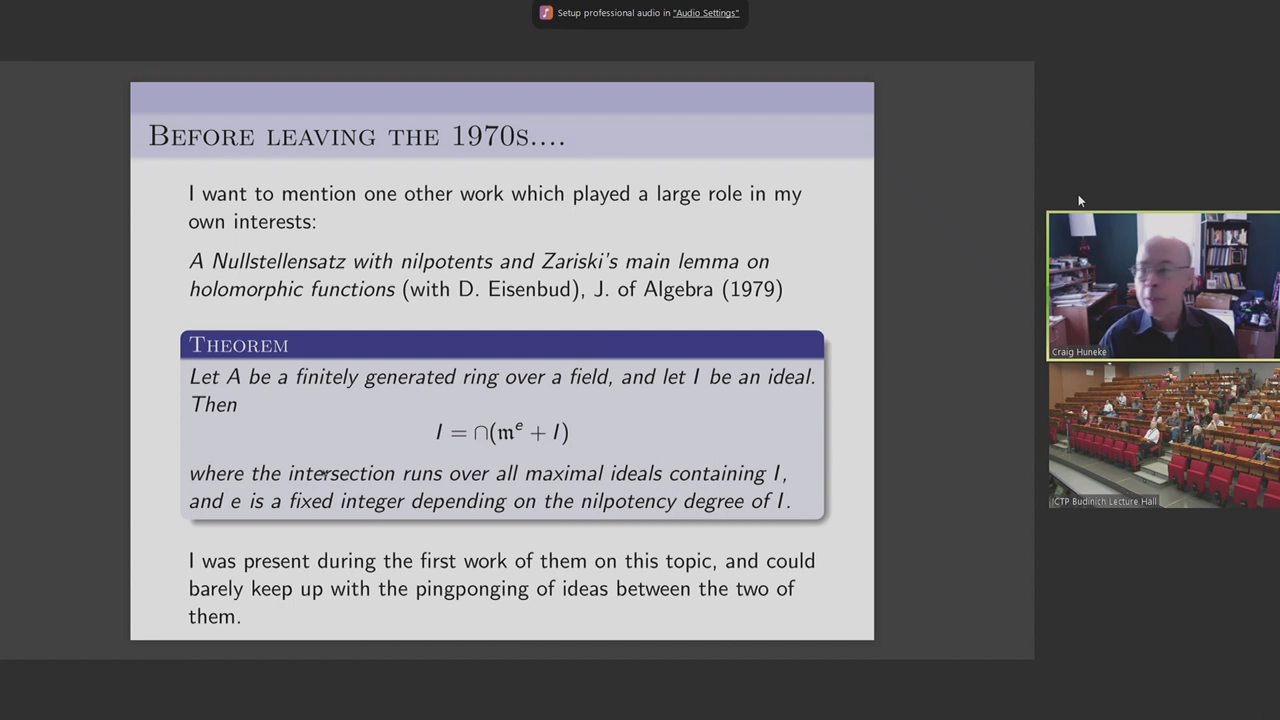 Setup professional audio in "Audio Settings"
Before leaving the 1970s....
I want to mention one other work which played a large role in my
own interests:
A Nullstellensatz with nilpotents and Zariski's main lemma on
holomorphic functions (with D. Eisenbud), J. of Algebra (1979)
Theorem
Let A be a finitely generated ring over a field, and let I be an ideal.
Then
I = ∩(𝔪^e + I)
where the intersection runs over all maximal ideals containing I,
and e is a fixed integer depending on the nilpotency degree of I.
I was present during the first work of them on this topic, and could
barely keep up with the pingponging of ideas between the two of
them.
Craig Huneke
ICTP Budinich Lecture Hall